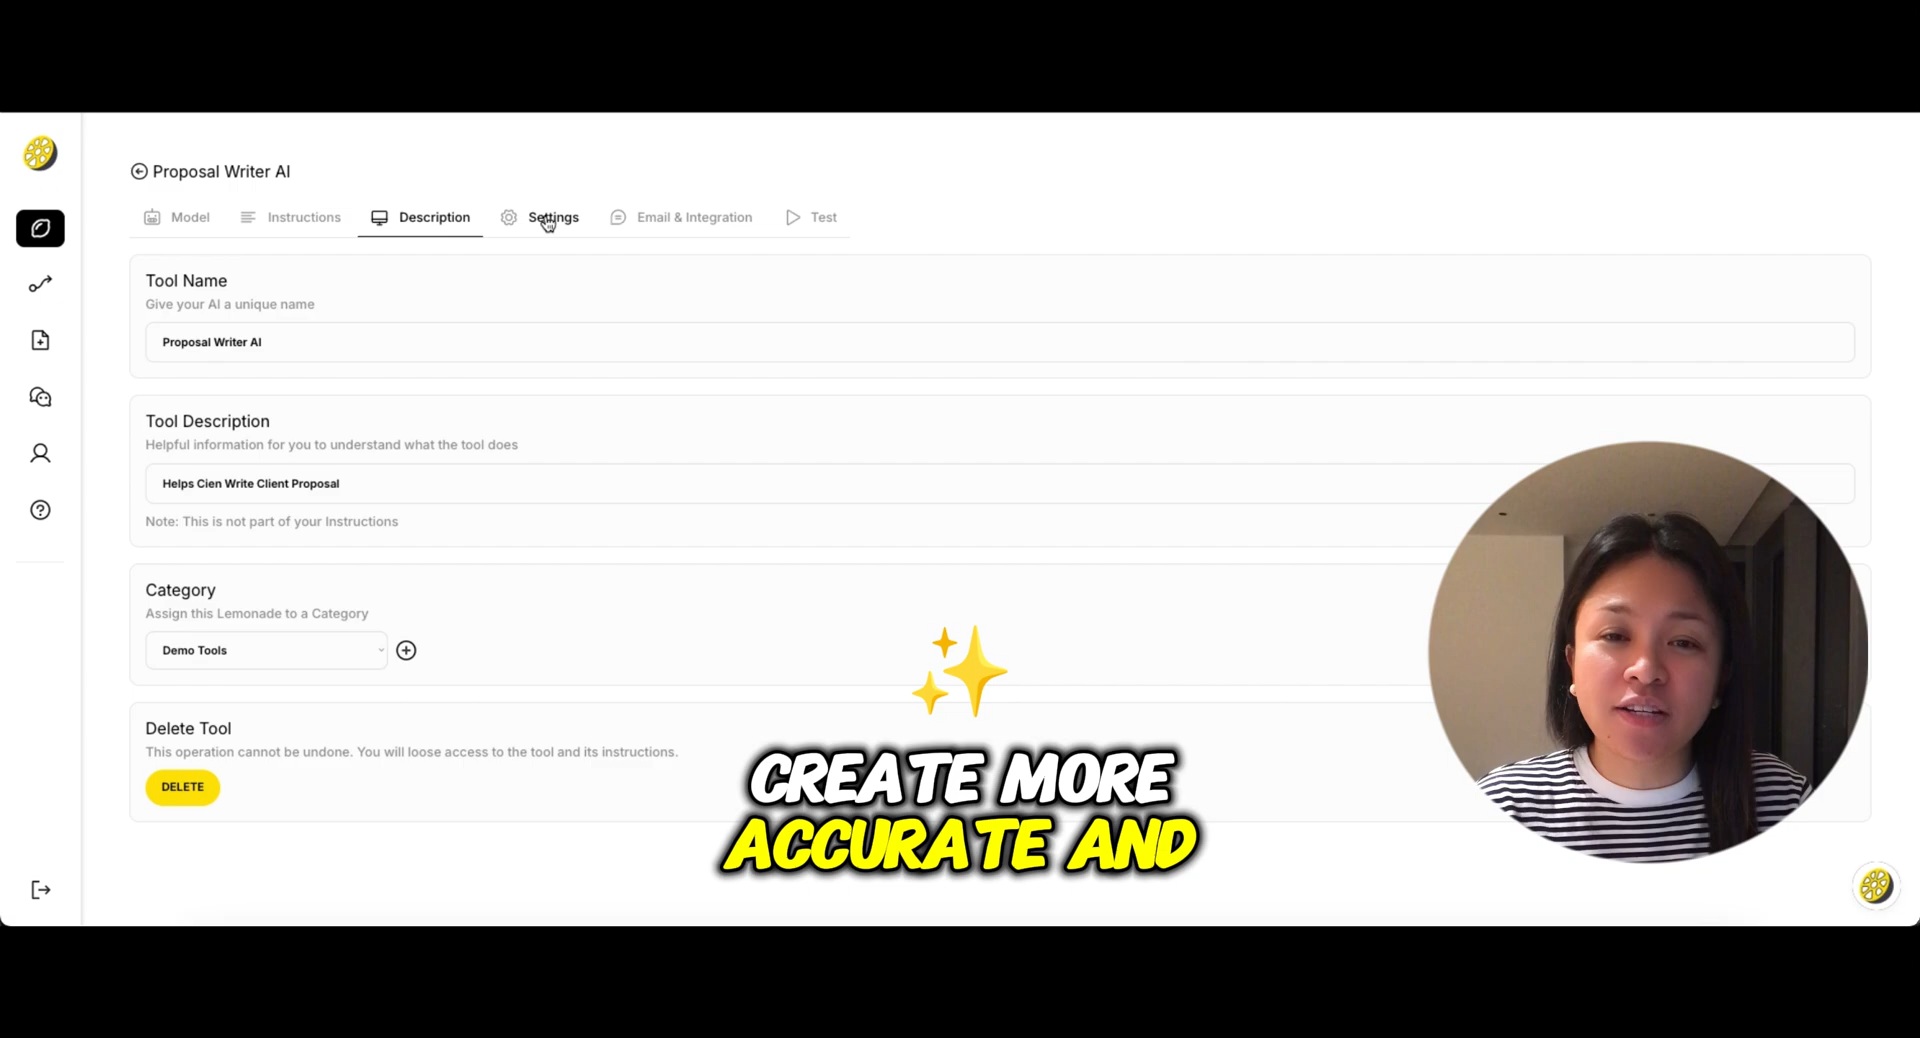 Proposal Writer AI
Model Instructions Description Settings Email & Integration Test
Tool Name
Give your AI a unique name
Proposal Writer AI
Tool Description
Helpful information for you to understand what the tool does
Helps Cien Write Client Proposal
Note: This is not part of your Instructions
Category
Assign this Lemonade to a Category
Demo Tools
Delete Tool
This operation cannot be undone. You will loose access to the tool and its instructions.
DELETE
CREATE MORE
ACCURATE AND